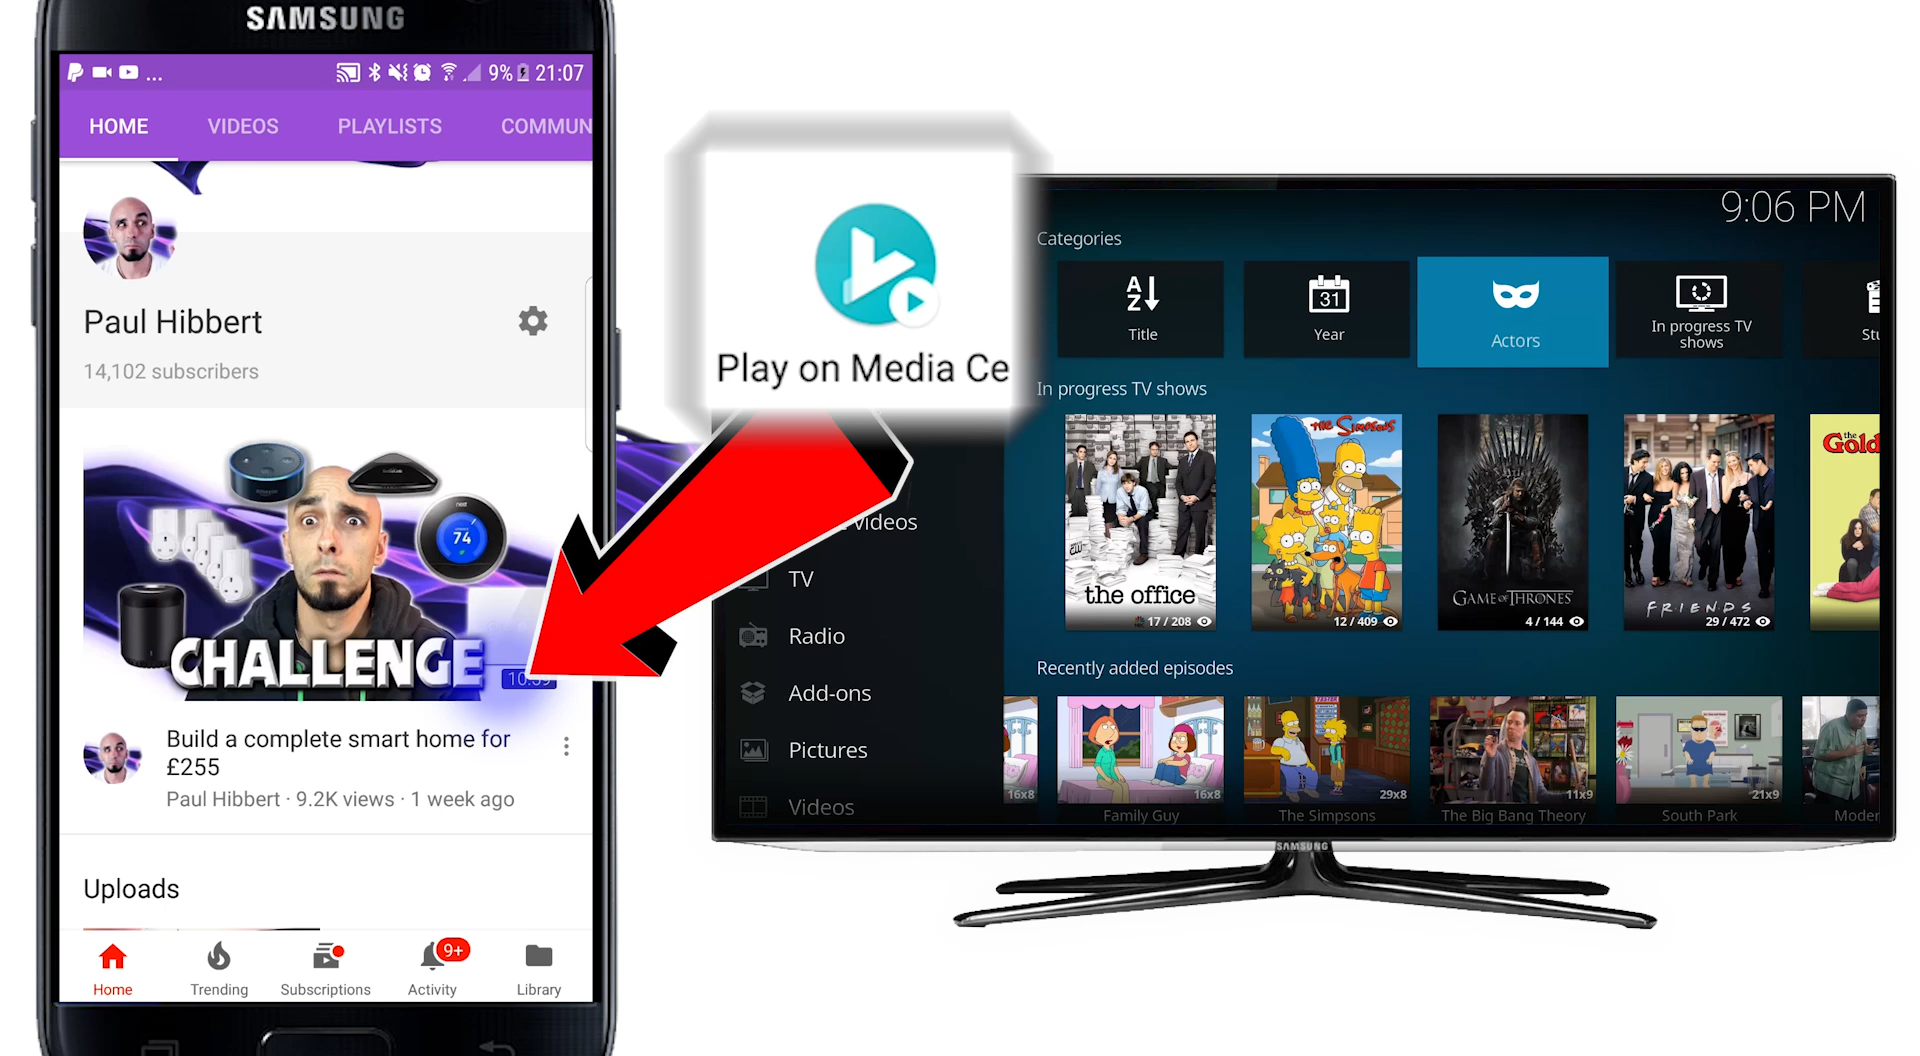 SAMSUNG
... 9% 21:07
HOME VIDEOS PLAYLISTS COMMUN
Paul Hibbert
14,102 subscribers
74
CHALLENGE
Build a complete smart home for
£255
Paul Hibbert · 9.2K views · 1 week ago
Uploads
9+
Home Trending Subscriptions Activity Library
Play on Media Ce
9:06 PM
Categories
Title
31
Year
Actors
In progress TV
shows
Stu
In progress TV shows
the office
17 / 208
THE SIMPSONS
12 / 409
GAME OF THRONES
4 / 144
FRIENDS
29 / 472
the
Gold
videos
TV
Radio
Add-ons
Pictures
Videos
Recently added episodes
16x8
16x8
Family Guy
29x8
The Simpsons
11x9
The Big Bang Theory
21x9
South Park
Moder
SAMSUNG